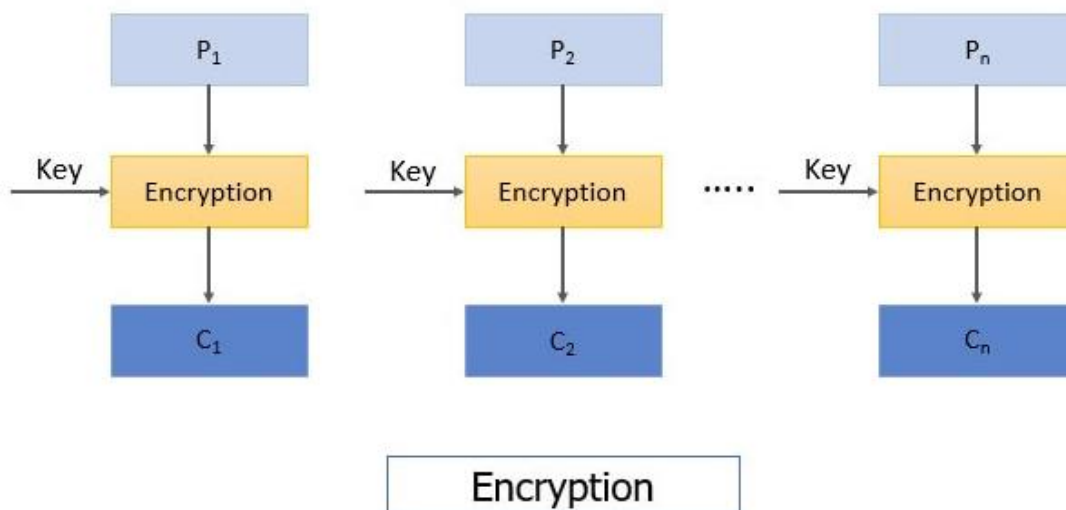 P₁ P₂ Pₙ
Key Encryption Key Encryption ..... Key Encryption
C₁ C₂ Cₙ
Encryption